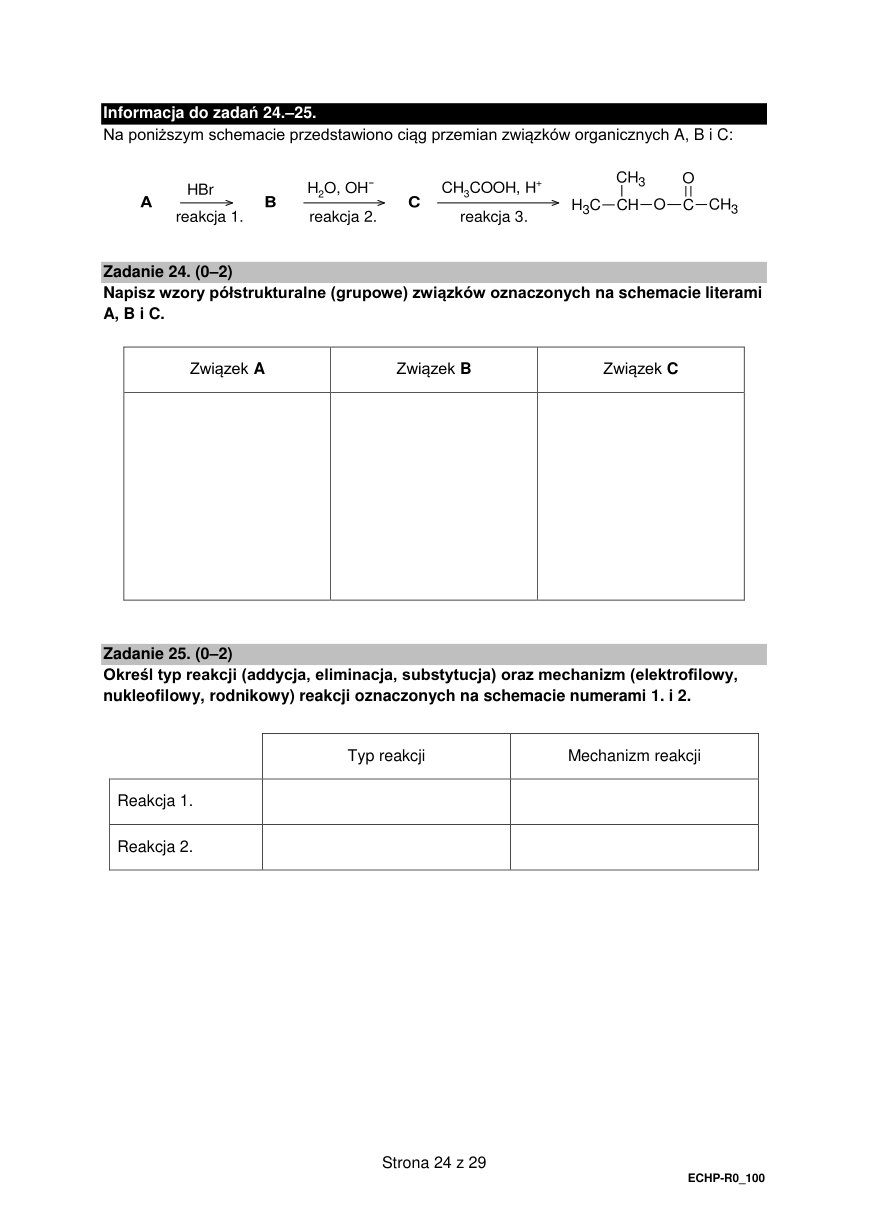 Informacja do zadań 24.–25.
Na poniższym schemacie przedstawiono ciąg przemian związków organicznych A, B i C:
A HBr reakcja 1. B H2O, OH− reakcja 2. C CH3COOH, H+ reakcja 3. CH3 O
H3C—CH—O—C—CH3
Zadanie 24. (0–2)
Napisz wzory półstrukturalne (grupowe) związków oznaczonych na schemacie literami
A, B i C.
Związek A Związek B Związek C
Zadanie 25. (0–2)
Określ typ reakcji (addycja, eliminacja, substytucja) oraz mechanizm (elektrofilowy,
nukleofilowy, rodnikowy) reakcji oznaczonych na schemacie numerami 1. i 2.
Typ reakcji Mechanizm reakcji
Reakcja 1.
Reakcja 2.
Strona 24 z 29
ECHP-R0_100